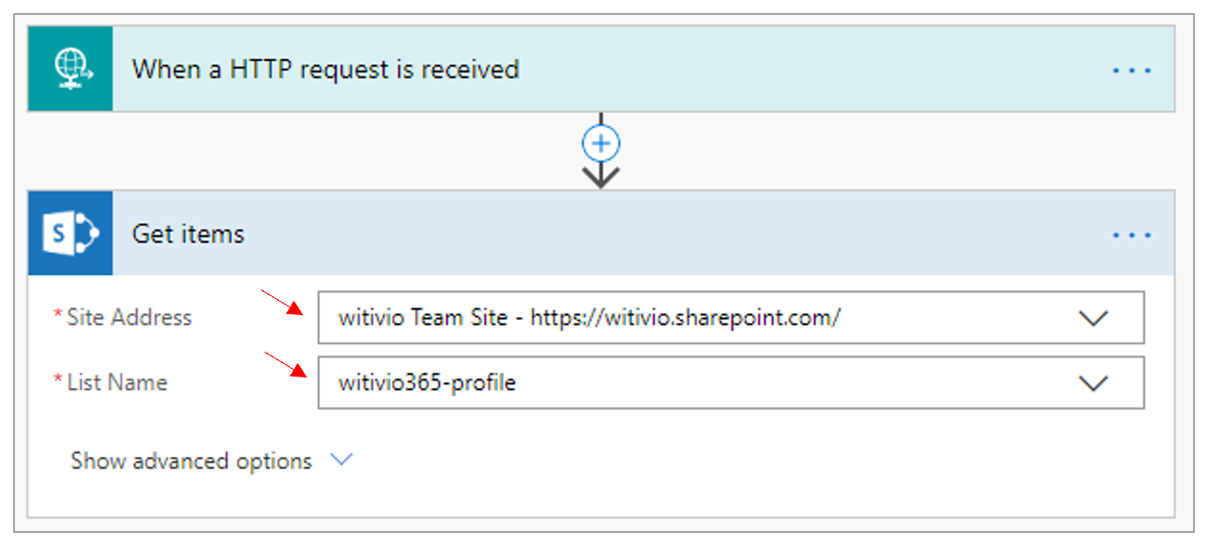 When a HTTP request is received
Get items
* Site Address
witivio Team Site - https://witivio.sharepoint.com/
* List Name
witivio365-profile
Show advanced options